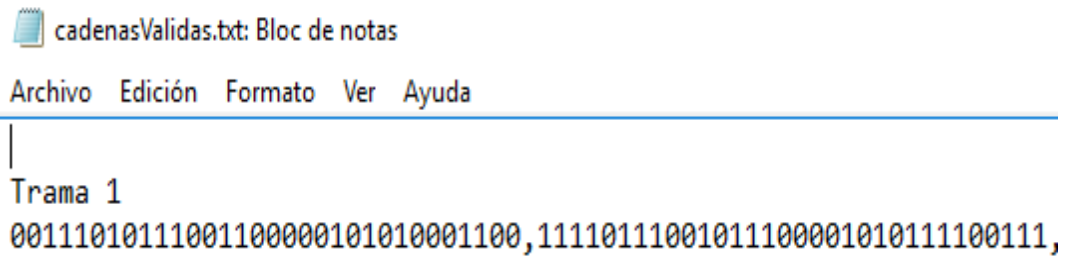 cadenasValidas.txt: Bloc de notas
Archivo Edición Formato Ver Ayuda
Trama 1
00111010111001100000101010001100,11110111001011100001010111100111,